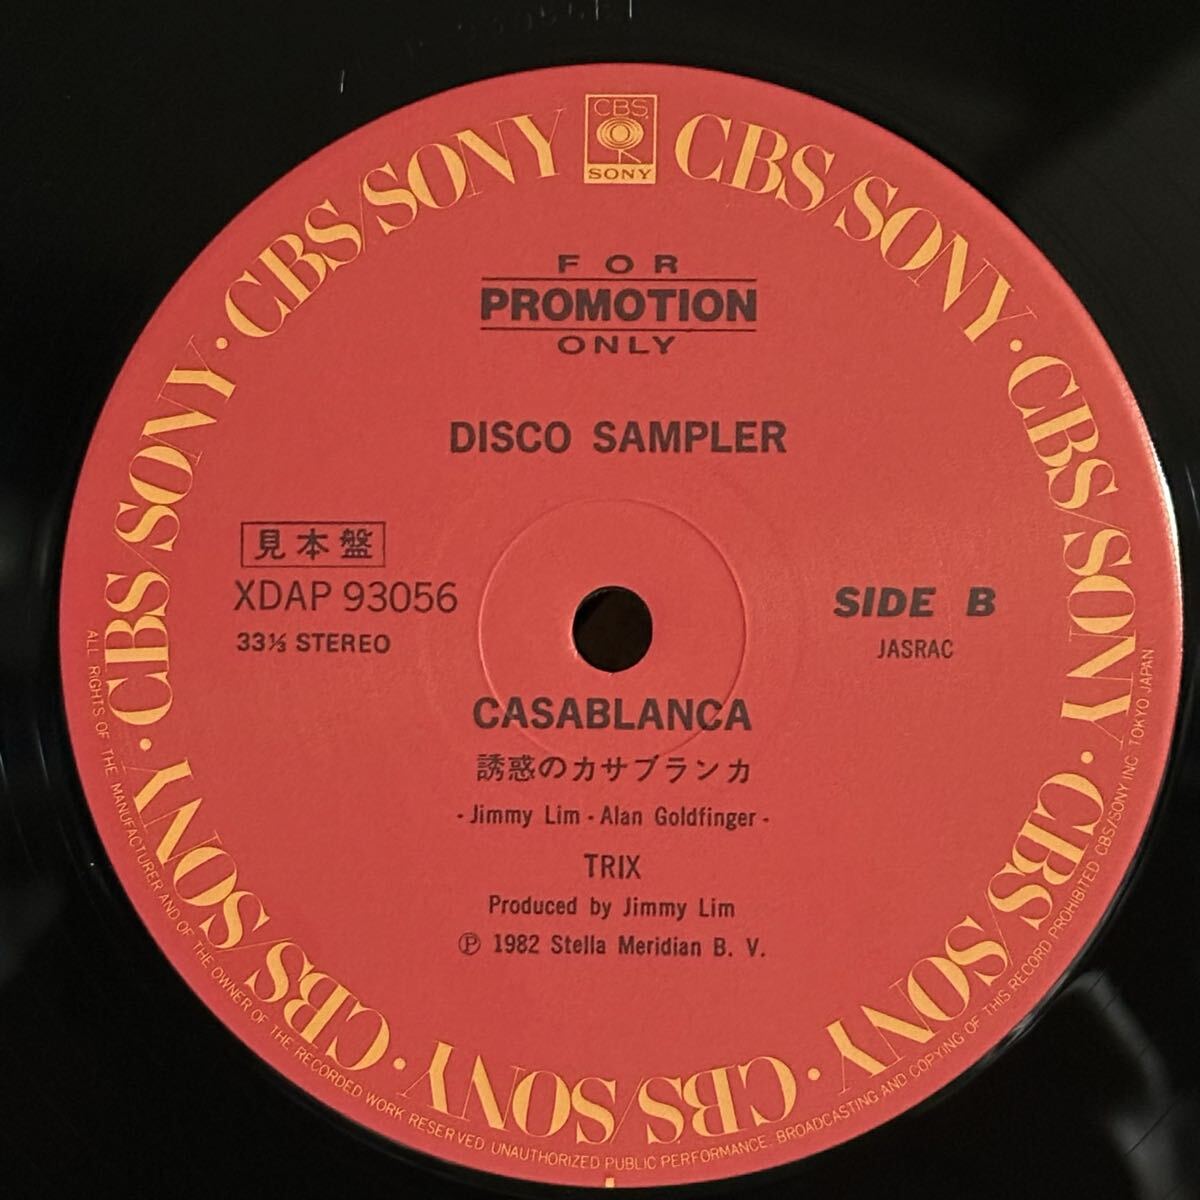 CBS
SONY
CBS/SONY · CBS/SONY · CBS/SONY · CBS/SONY · CBS/SONY · CBS/SONY · CBS/SONY · CBS/SONY · CBS/SONY
FOR
PROMOTION
ONLY
DISCO SAMPLER
見本盤
XDAP 93056
33⅓ STEREO
SIDE B
JASRAC
CASABLANCA
誘惑のカサブランカ
- Jimmy Lim - Alan Goldfinger -
TRIX
Produced by Jimmy Lim
Ⓟ 1982 Stella Meridian B. V.
ALL RIGHTS OF THE MANUFACTURER AND OF THE OWNER OF THE RECORDED WORK RESERVED. UNAUTHORIZED PUBLIC PERFORMANCE. BROADCASTING AND COPYING OF THIS RECORD PROHIBITED CBS/SONY INC TOKYO JAPAN